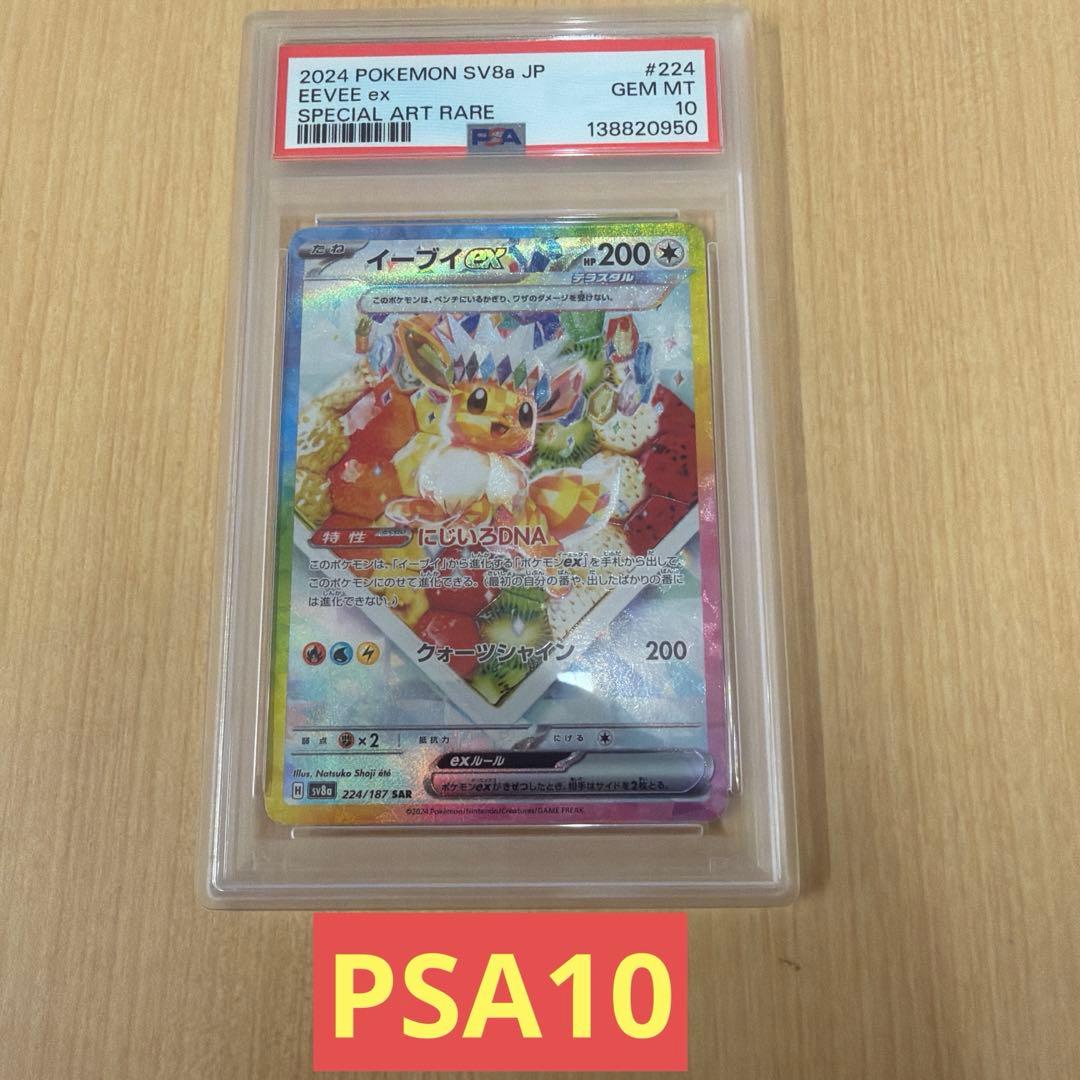 2024 POKEMON SV8a JP #224
EEVEE ex GEM MT
SPECIAL ART RARE 10
PSA 138820950
たね イーブイex HP200
テラスタル
このポケモンは、ベンチにいるかぎり、ワザのダメージを受けない。
特性 にじいろDNA
このポケモンは、「イーブイ」から進化する「ポケモンex」を手札から出して、
このポケモンにのせて進化できる。(最初の自分の番や、出したばかりの番に
は進化できない。)
クォーツシャイン 200
弱点 ×2 抵抗力 にげる
exルール
ポケモンexがきぜつしたとき、相手はサイドを2枚とる。
Illus. Natsuko Shoji été
H sv8a 224/187 SAR
©2024 Pokémon/Nintendo/Creatures/GAME FREAK.
PSA10